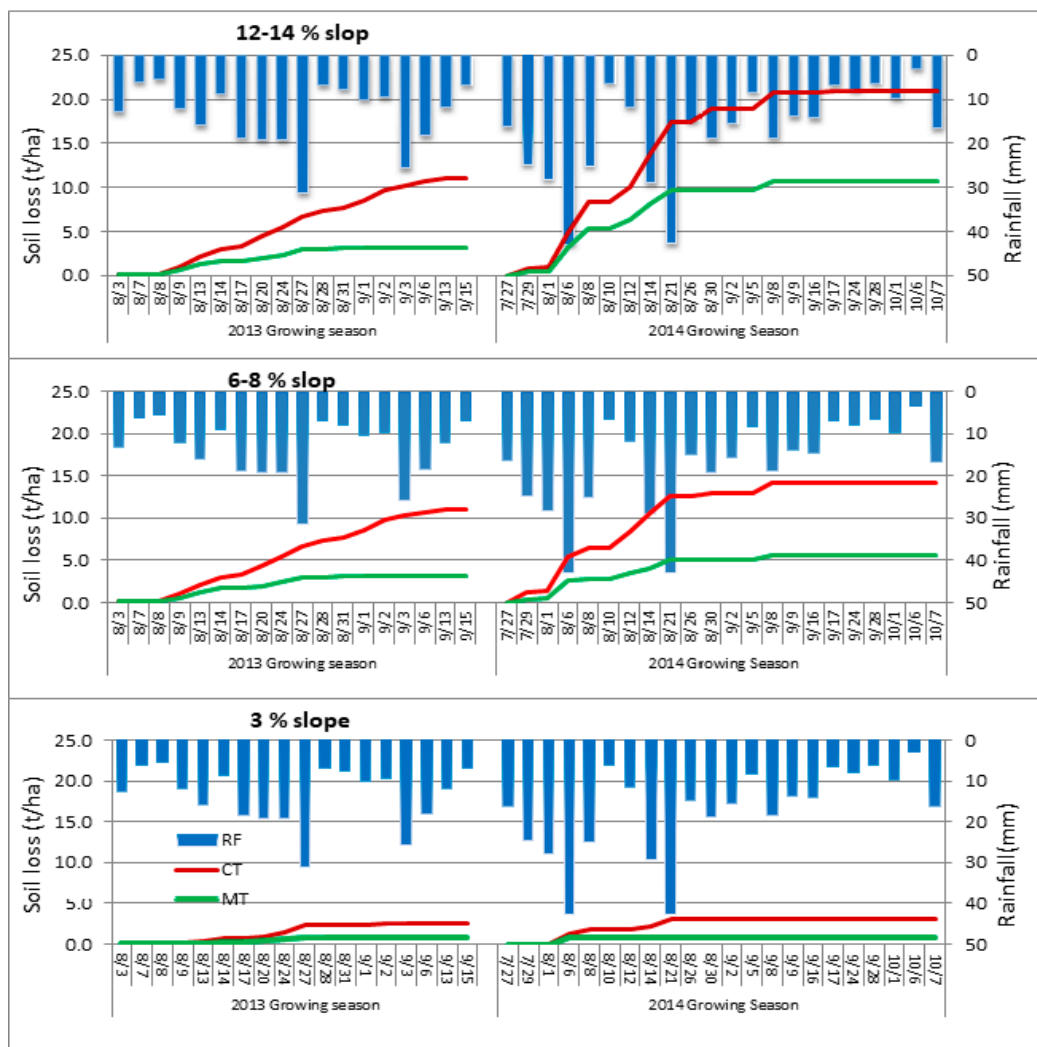 12-14 % slop
25.0
20.0
15.0
10.0
5.0
0.0
Soil loss (t/ha)
0
10
20
30
40
50
Rainfall (mm)
8/3 8/7 8/8 8/9 8/13 8/14 8/17 8/20 8/24 8/27 8/28 8/31 9/1 9/2 9/3 9/6 9/13 9/15 7/27 7/29 8/1 8/6 8/8 8/10 8/12 8/14 8/21 8/26 8/30 9/2 9/5 9/8 9/9 9/16 9/17 9/24 9/28 10/1 10/6 10/7
2013 Growing season 2014 Growing season
6-8 % slop
25.0
20.0
15.0
10.0
5.0
0.0
Soil loss (t/ha)
0
10
20
30
40
50
Rainfall (mm)
8/3 8/7 8/8 8/9 8/13 8/14 8/17 8/20 8/24 8/27 8/28 8/31 9/1 9/2 9/3 9/6 9/13 9/15 7/27 7/29 8/1 8/6 8/8 8/10 8/12 8/14 8/21 8/26 8/30 9/2 9/5 9/8 9/9 9/16 9/17 9/24 9/28 10/1 10/6 10/7
2013 Growing season 2014 Growing Season
3 % slope
25.0
20.0
15.0
10.0
5.0
0.0
Soil loss (t/ha)
RF
CT
MT
0
10
20
30
40
50
Rainfall(mm)
8/3 8/7 8/8 8/9 8/13 8/14 8/17 8/20 8/24 8/27 8/28 8/31 9/1 9/2 9/3 9/6 9/13 9/15 7/27 7/29 8/1 8/6 8/8 8/10 8/12 8/14 8/21 8/26 8/30 9/2 9/5 9/8 9/9 9/16 9/17 9/24 9/28 10/1 10/6 10/7
2013 Growing season 2014 Growing Season